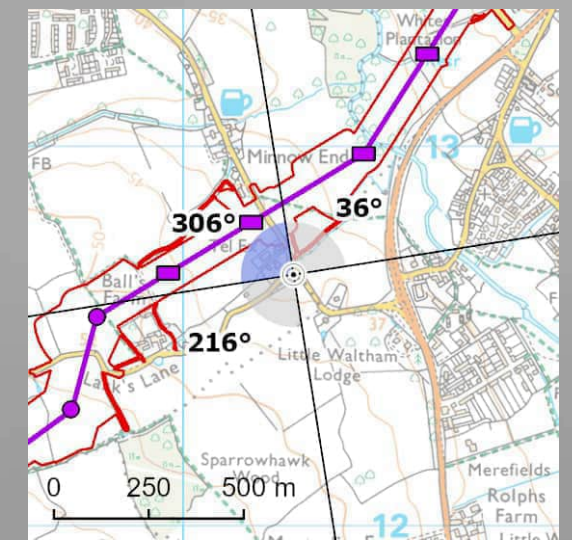 White
Plantation
FB
13
Minnow End
36°
306°
Tel E
Ball's
Farm
216°
37
Little Waltham
Lodge
Lark's Lane
Sparrowhawk
Wood
0 250 500 m
Merefields
Rolphs
Farm
12